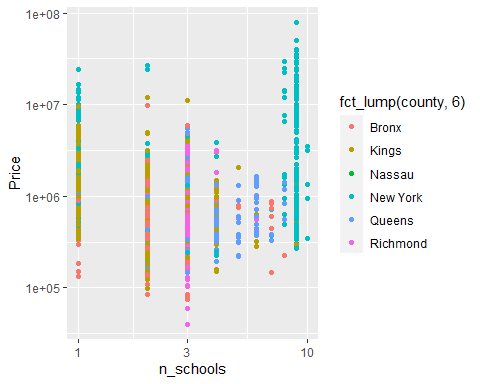 1e+08
1e+07
1e+06
1e+05
Price
1
3
10
n_schools
fct_lump(county, 6)
Bronx
Kings
Nassau
New York
Queens
Richmond